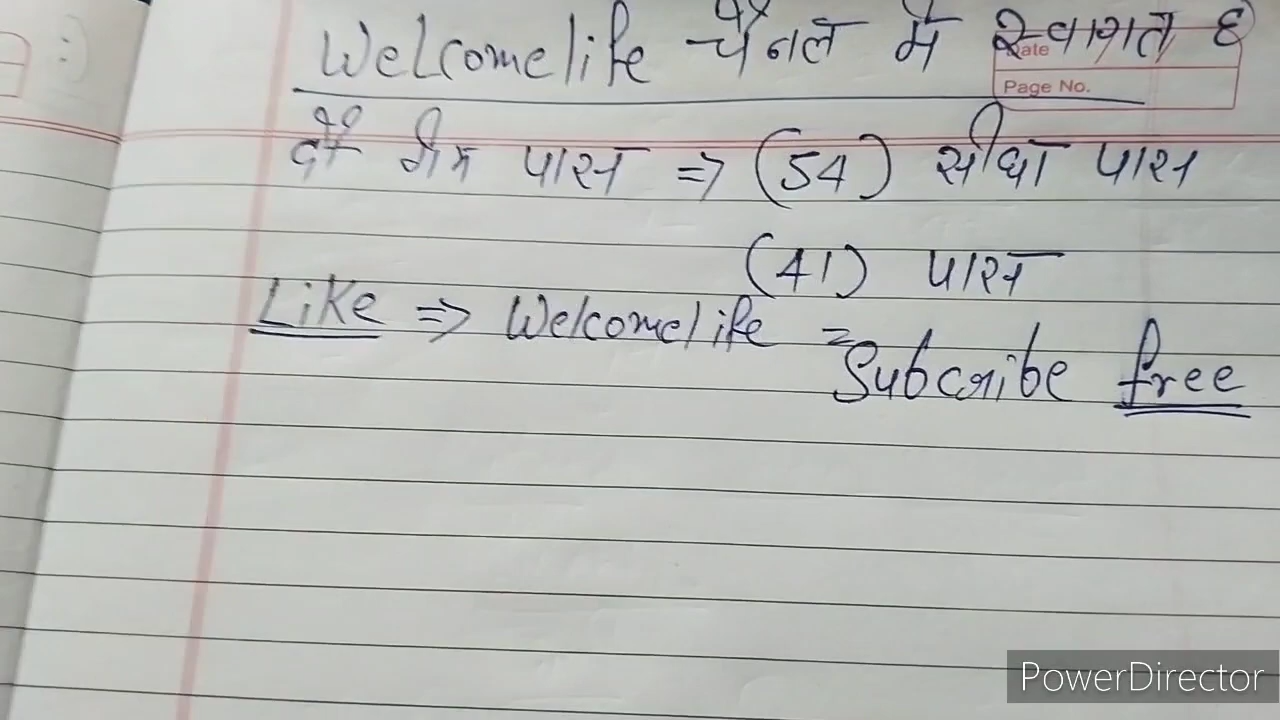 Welcomelife चैनल में स्वागत है
Date
Page No.
गेम पास => (54) सीधा पास
(41) पास
Like => Welcomelife =
Subcribe free
PowerDirector